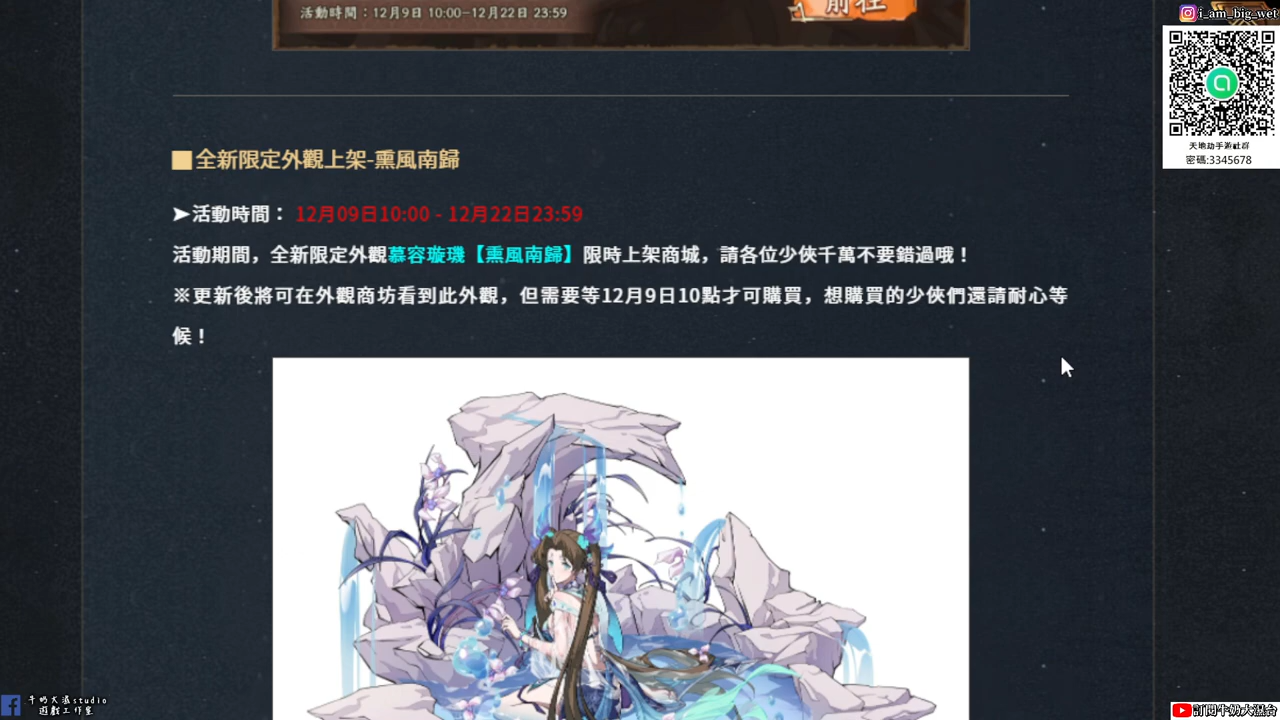 活動時間：12月9日 10:00-12月22日 23:59
前往
i_am_big_wet
天地劫手遊社群
密碼:3345678
■全新限定外觀上架-熏風南歸
➤活動時間： 12月09日10:00 - 12月22日23:59
活動期間，全新限定外觀慕容璇璣【熏風南歸】限時上架商城，請各位少俠千萬不要錯過哦！
※更新後將可在外觀商坊看到此外觀，但需要等12月9日10點才可購買，想購買的少俠們還請耐心等
候！
牛奶大濕studio
遊戲工作室
訂閱牛奶大濕台